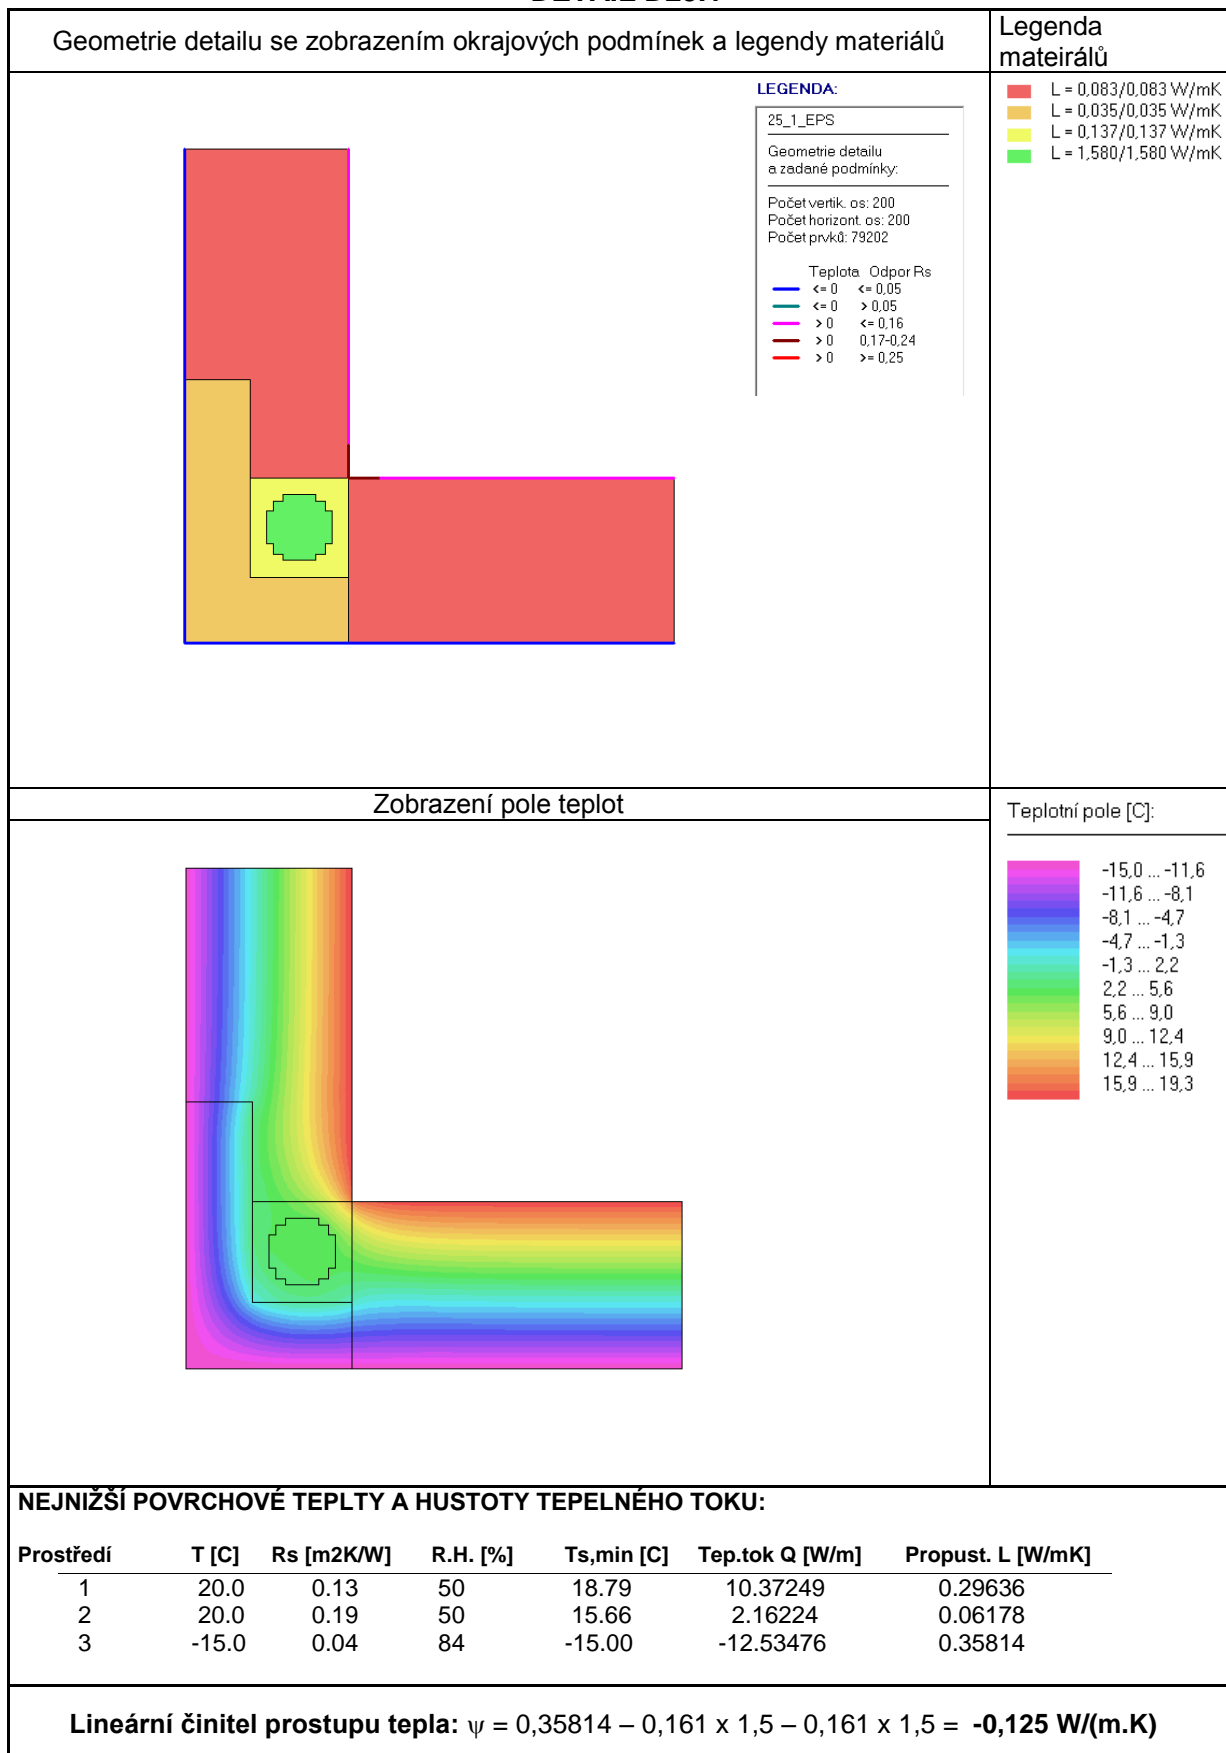 Geometrie detailu se zobrazením okrajových podmínek a legendy materiálů
Legenda
mateirálů
LEGENDA:
25_1_EPS
Geometrie detailu
a zadané podmínky:
Počet vertik. os: 200
Počet horizont. os: 200
Počet prvků: 79202
Teplota Odpor Rs
<= 0 <= 0,05
<= 0 > 0,05
> 0 <= 0,16
> 0 0,17-0,24
> 0 >= 0,25
L = 0,083/0,083 W/mK
L = 0,035/0,035 W/mK
L = 0,137/0,137 W/mK
L = 1,580/1,580 W/mK
Zobrazení pole teplot
Teplotní pole [C]:
-15,0 ... -11,6
-11,6 ... -8,1
-8,1 ... -4,7
-4,7 ... -1,3
-1,3 ... 2,2
2,2 ... 5,6
5,6 ... 9,0
9,0 ... 12,4
12,4 ... 15,9
15,9 ... 19,3
NEJNIŽŠÍ POVRCHOVÉ TEPLTY A HUSTOTY TEPELNÉHO TOKU:
Prostředí T [C] Rs [m2K/W] R.H. [%] Ts,min [C] Tep.tok Q [W/m] Propust. L [W/mK]
1 20.0 0.13 50 18.79 10.37249 0.29636
2 20.0 0.19 50 15.66 2.16224 0.06178
3 -15.0 0.04 84 -15.00 -12.53476 0.35814
Lineární činitel prostupu tepla: ψ = 0,35814 – 0,161 x 1,5 – 0,161 x 1,5 = -0,125 W/(m.K)